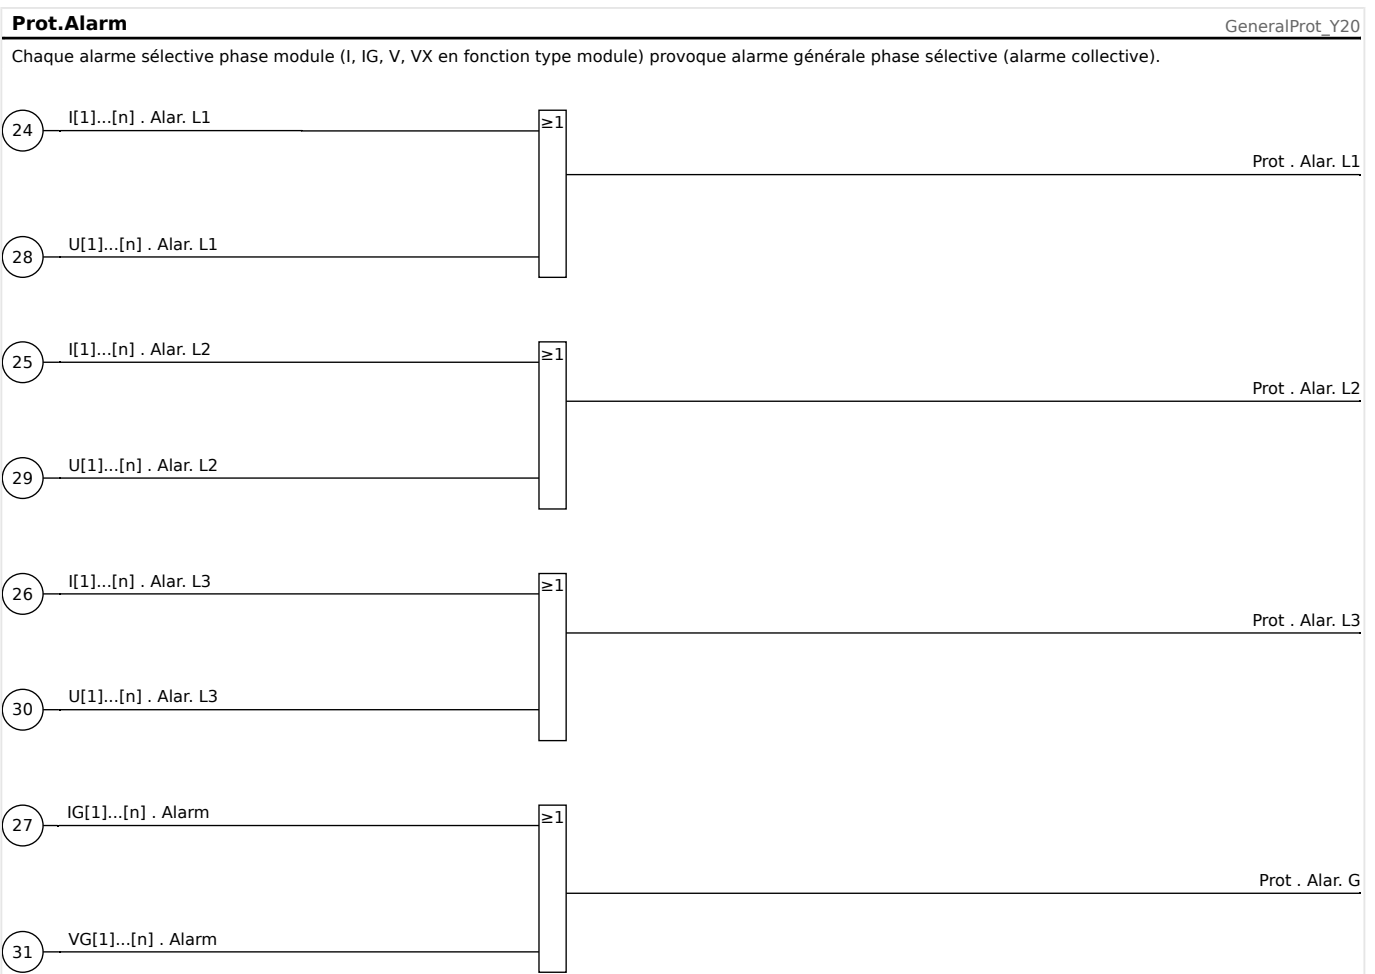 Prot.Alarm
GeneralProt_Y20
Chaque alarme sélective phase module (I, IG, V, VX en fonction type module) provoque alarme générale phase sélective (alarme collective).
24
I[1]...[n] . Alar. L1
≥1
Prot . Alar. L1
28
U[1]...[n] . Alar. L1
25
I[1]...[n] . Alar. L2
≥1
Prot . Alar. L2
29
U[1]...[n] . Alar. L2
26
I[1]...[n] . Alar. L3
≥1
Prot . Alar. L3
30
U[1]...[n] . Alar. L3
27
IG[1]...[n] . Alarm
≥1
Prot . Alar. G
31
VG[1]...[n] . Alarm